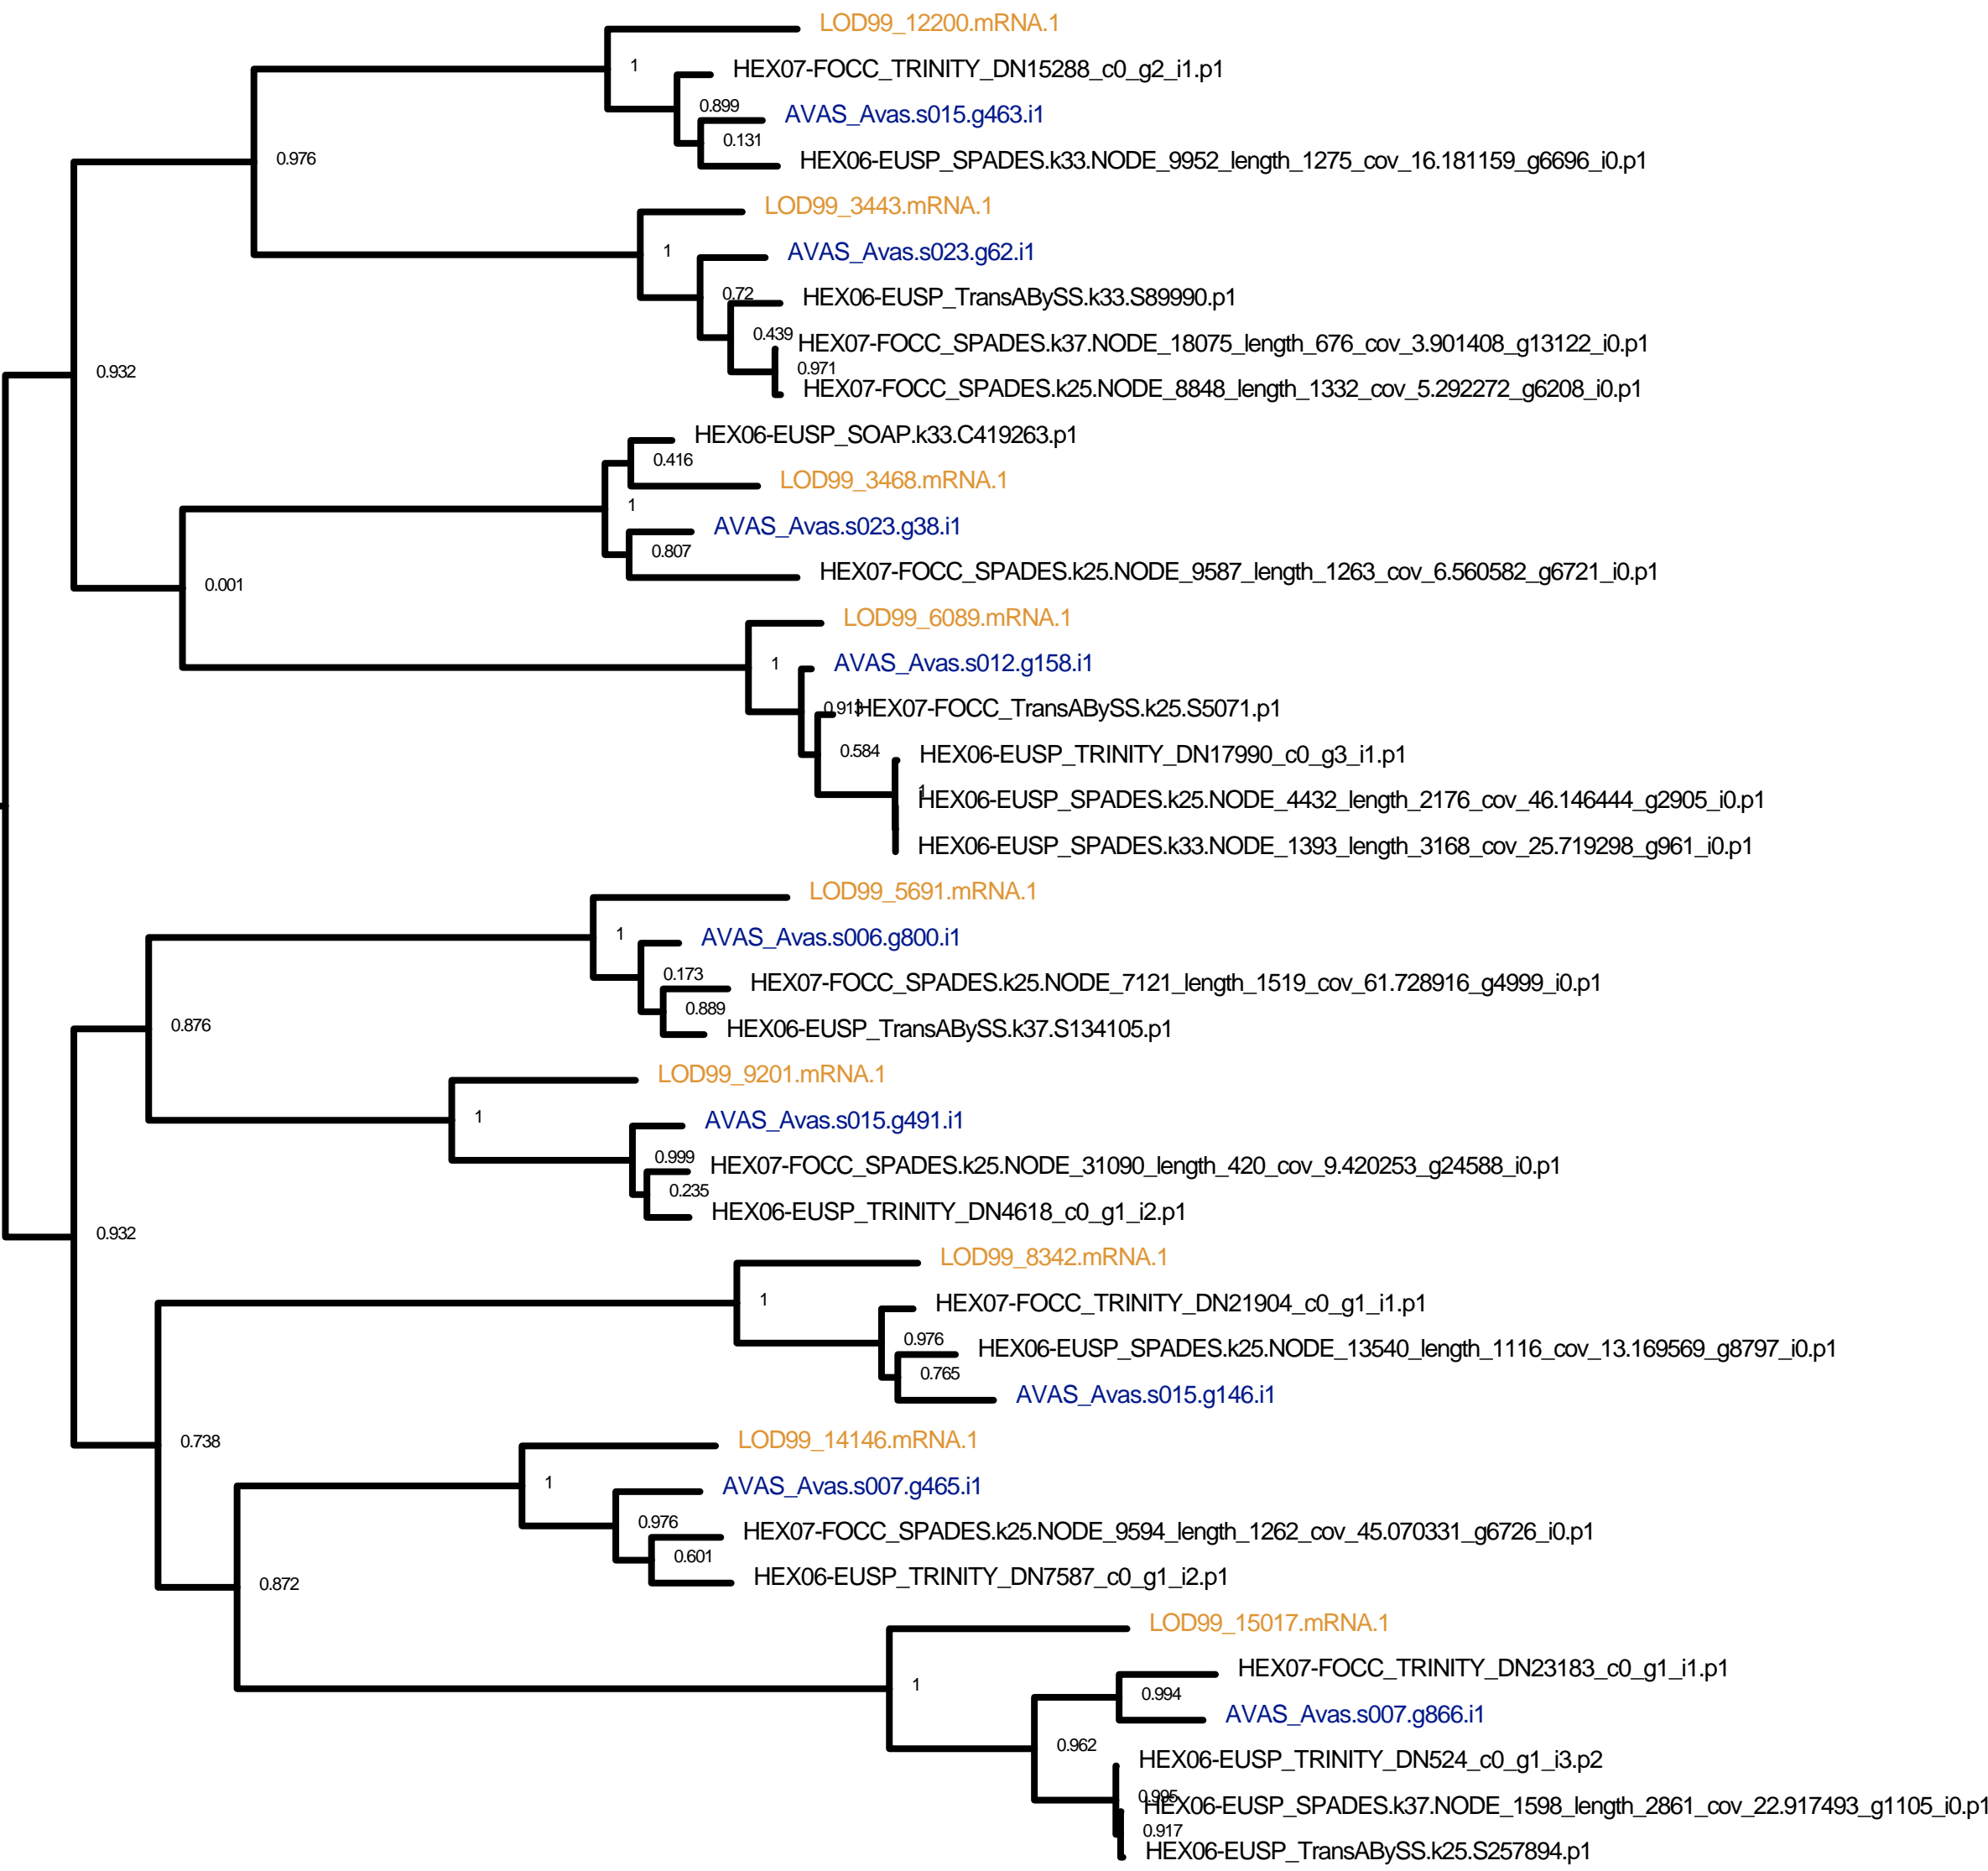 LOD99_12200.mRNA.1
1
HEX07-FOCC_TRINITY_DN15288_c0_g2_i1.p1
0.899
AVAS_Avas.s015.g463.i1
0.131
0.976
HEX06-EUSP_SPADES.k33.NODE_9952_length_1275_cov_16.181159_g6696_i0.p1
LOD99_3443.mRNA.1
1
AVAS_Avas.s023.g62.i1
0.72
HEX06-EUSP_TransABySS.k33.S89990.p1
0.439
HEX07-FOCC_SPADES.k37.NODE_18075_length_676_cov_3.901408_g13122_i0.p1
0.932
0.971
HEX07-FOCC_SPADES.k25.NODE_8848_length_1332_cov_5.292272_g6208_i0.p1
HEX06-EUSP_SOAP.k33.C419263.p1
0.416
LOD99_3468.mRNA.1
1
AVAS_Avas.s023.g38.i1
0.807
HEX07-FOCC_SPADES.k25.NODE_9587_length_1263_cov_6.560582_g6721_i0.p1
0.001
LOD99_6089.mRNA.1
1
AVAS_Avas.s012.g158.i1
0.913
HEX07-FOCC_TransABySS.k25.S5071.p1
0.584
HEX06-EUSP_TRINITY_DN17990_c0_g3_i1.p1
1
HEX06-EUSP_SPADES.k25.NODE_4432_length_2176_cov_46.146444_g2905_i0.p1
HEX06-EUSP_SPADES.k33.NODE_1393_length_3168_cov_25.719298_g961_i0.p1
LOD99_5691.mRNA.1
1
AVAS_Avas.s006.g800.i1
0.173
HEX07-FOCC_SPADES.k25.NODE_7121_length_1519_cov_61.728916_g4999_i0.p1
0.889
0.876
HEX06-EUSP_TransABySS.k37.S134105.p1
LOD99_9201.mRNA.1
1
AVAS_Avas.s015.g491.i1
0.999
HEX07-FOCC_SPADES.k25.NODE_31090_length_420_cov_9.420253_g24588_i0.p1
0.235
HEX06-EUSP_TRINITY_DN4618_c0_g1_i2.p1
0.932
LOD99_8342.mRNA.1
1
HEX07-FOCC_TRINITY_DN21904_c0_g1_i1.p1
0.976
HEX06-EUSP_SPADES.k25.NODE_13540_length_1116_cov_13.169569_g8797_i0.p1
0.765
AVAS_Avas.s015.g146.i1
0.738
LOD99_14146.mRNA.1
1
AVAS_Avas.s007.g465.i1
0.976
HEX07-FOCC_SPADES.k25.NODE_9594_length_1262_cov_45.070331_g6726_i0.p1
0.601
HEX06-EUSP_TRINITY_DN7587_c0_g1_i2.p1
0.872
LOD99_15017.mRNA.1
1
HEX07-FOCC_TRINITY_DN23183_c0_g1_i1.p1
0.994
AVAS_Avas.s007.g866.i1
0.962
HEX06-EUSP_TRINITY_DN524_c0_g1_i3.p2
0.995
HEX06-EUSP_SPADES.k37.NODE_1598_length_2861_cov_22.917493_g1105_i0.p1
0.917
HEX06-EUSP_TransABySS.k25.S257894.p1